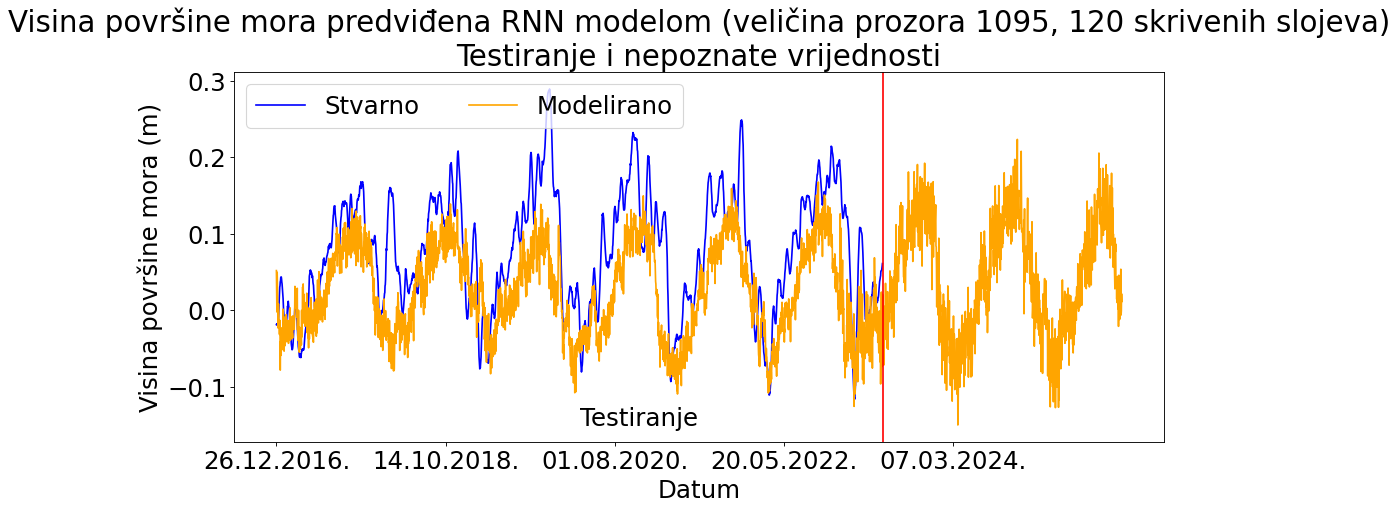 Visina površine mora predviđena RNN modelom (veličina prozora 1095, 120 skrivenih slojeva)
Testiranje i nepoznate vrijednosti
Stvarno
Modelirano
Visina površine mora (m)
0.3
0.2
0.1
0.0
−0.1
Testiranje
26.12.2016.
14.10.2018.
01.08.2020.
20.05.2022.
07.03.2024.
Datum